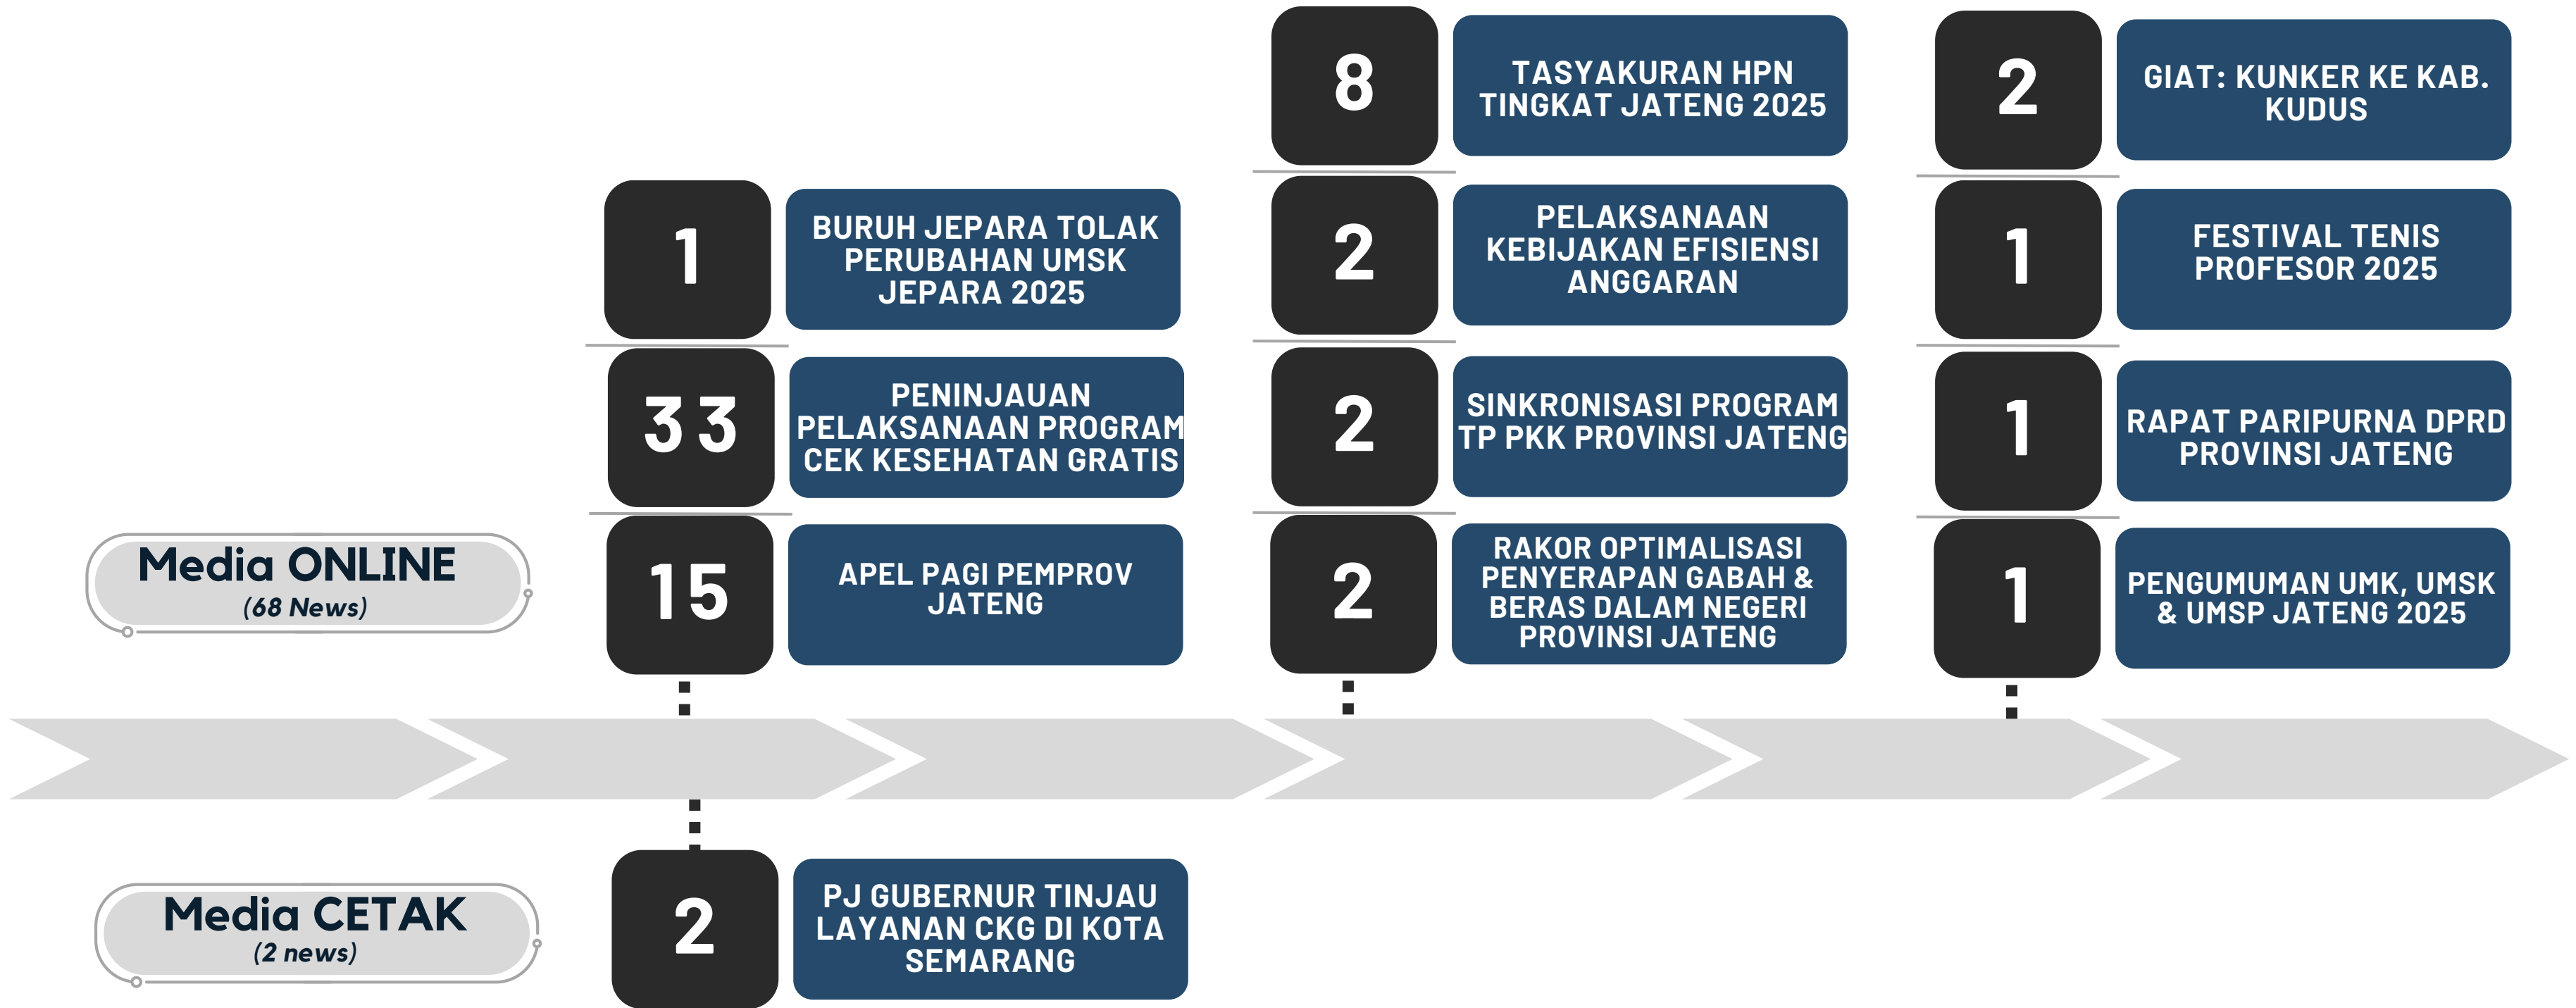 8
TASYAKURAN HPN
TINGKAT JATENG 2025
2
GIAT: KUNKER KE KAB.
KUDUS
1
BURUH JEPARA TOLAK
PERUBAHAN UMSK
JEPARA 2025
2
PELAKSANAAN
KEBIJAKAN EFISIENSI
ANGGARAN
1
FESTIVAL TENIS
PROFESOR 2025
33
PENINJAUAN
PELAKSANAAN PROGRAM
CEK KESEHATAN GRATIS
2
SINKRONISASI PROGRAM
TP PKK PROVINSI JATENG
1
RAPAT PARIPURNA DPRD
PROVINSI JATENG
Media ONLINE
(68 News)
15
APEL PAGI PEMPROV
JATENG
2
RAKOR OPTIMALISASI
PENYERAPAN GABAH &
BERAS DALAM NEGERI
PROVINSI JATENG
1
PENGUMUMAN UMK, UMSK
& UMSP JATENG 2025
Media CETAK
(2 news)
2
PJ GUBERNUR TINJAU
LAYANAN CKG DI KOTA
SEMARANG